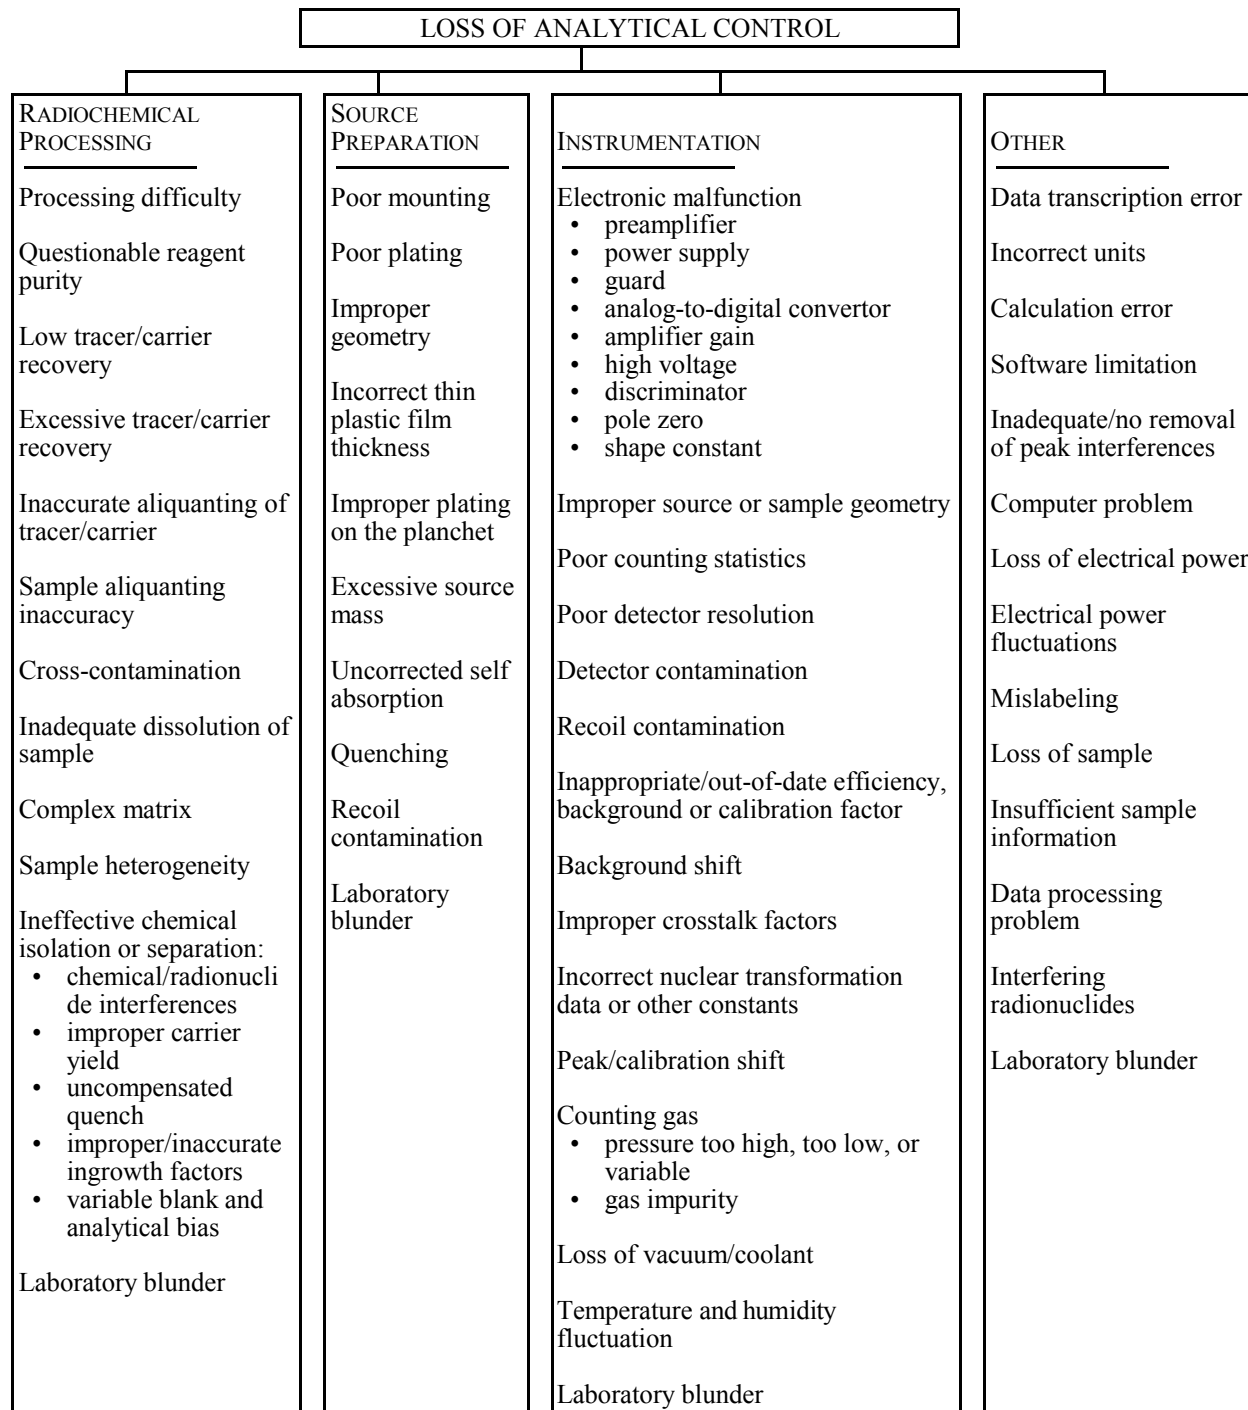 LOSS OF ANALYTICAL CONTROL
RADIOCHEMICAL
PROCESSING
Processing difficulty
Questionable reagent
purity
Low tracer/carrier
recovery
Excessive tracer/carrier
recovery
Inaccurate aliquanting of
tracer/carrier
Sample aliquanting
inaccuracy
Cross-contamination
Inadequate dissolution of
sample
Complex matrix
Sample heterogeneity
Ineffective chemical
isolation or separation:
• chemical/radionucli
de interferences
• improper carrier
yield
• uncompensated
quench
• improper/inaccurate
ingrowth factors
• variable blank and
analytical bias
Laboratory blunder
SOURCE
PREPARATION
Poor mounting
Poor plating
Improper
geometry
Incorrect thin
plastic film
thickness
Improper plating
on the planchet
Excessive source
mass
Uncorrected self
absorption
Quenching
Recoil
contamination
Laboratory
blunder
INSTRUMENTATION
Electronic malfunction
• preamplifier
• power supply
• guard
• analog-to-digital convertor
• amplifier gain
• high voltage
• discriminator
• pole zero
• shape constant
Improper source or sample geometry
Poor counting statistics
Poor detector resolution
Detector contamination
Recoil contamination
Inappropriate/out-of-date efficiency,
background or calibration factor
Background shift
Improper crosstalk factors
Incorrect nuclear transformation
data or other constants
Peak/calibration shift
Counting gas
• pressure too high, too low, or
variable
• gas impurity
Loss of vacuum/coolant
Temperature and humidity
fluctuation
Laboratory blunder
OTHER
Data transcription error
Incorrect units
Calculation error
Software limitation
Inadequate/no removal
of peak interferences
Computer problem
Loss of electrical power
Electrical power
fluctuations
Mislabeling
Loss of sample
Insufficient sample
information
Data processing
problem
Interfering
radionuclides
Laboratory blunder